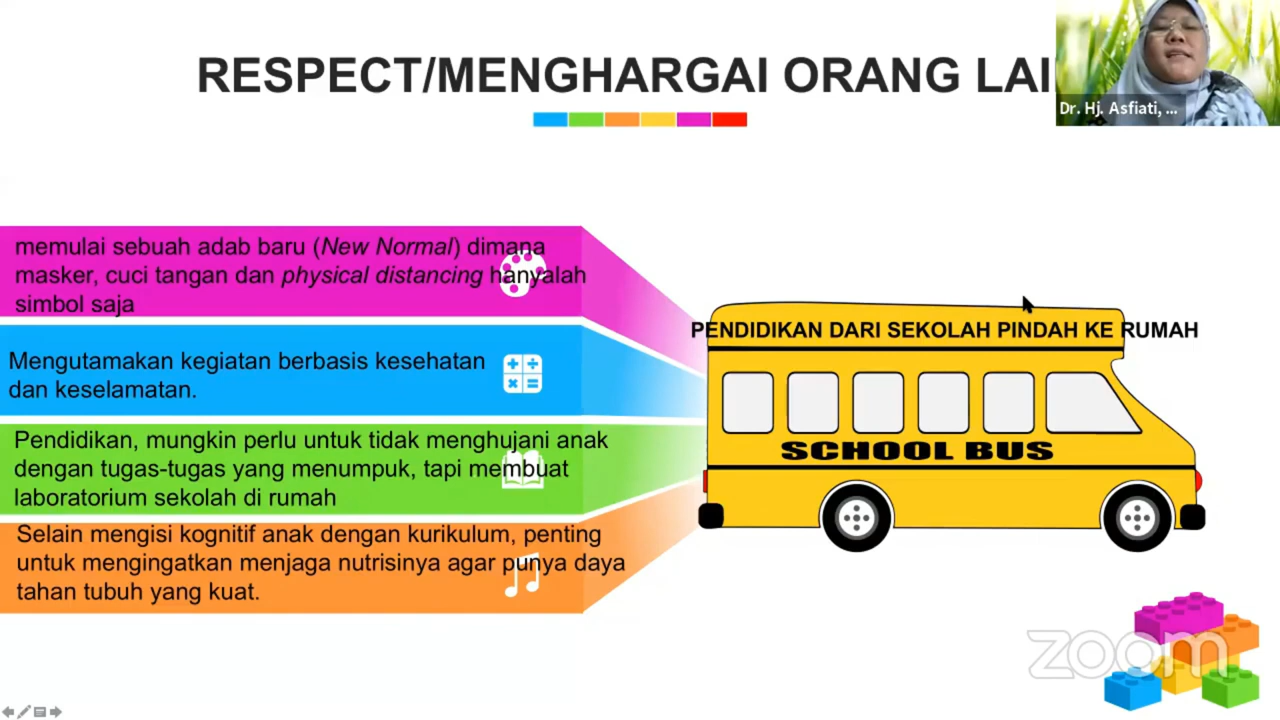 RESPECT/MENGHARGAI ORANG LAI
Dr. Hj. Asfiati, ...
memulai sebuah adab baru (New Normal) dimana
masker, cuci tangan dan physical distancing hanyalah
simbol saja
Mengutamakan kegiatan berbasis kesehatan
dan keselamatan.
Pendidikan, mungkin perlu untuk tidak menghujani anak
dengan tugas-tugas yang menumpuk, tapi membuat
laboratorium sekolah di rumah
Selain mengisi kognitif anak dengan kurikulum, penting
untuk mengingatkan menjaga nutrisinya agar punya daya
tahan tubuh yang kuat.
PENDIDIKAN DARI SEKOLAH PINDAH KE RUMAH
SCHOOL BUS
zoom